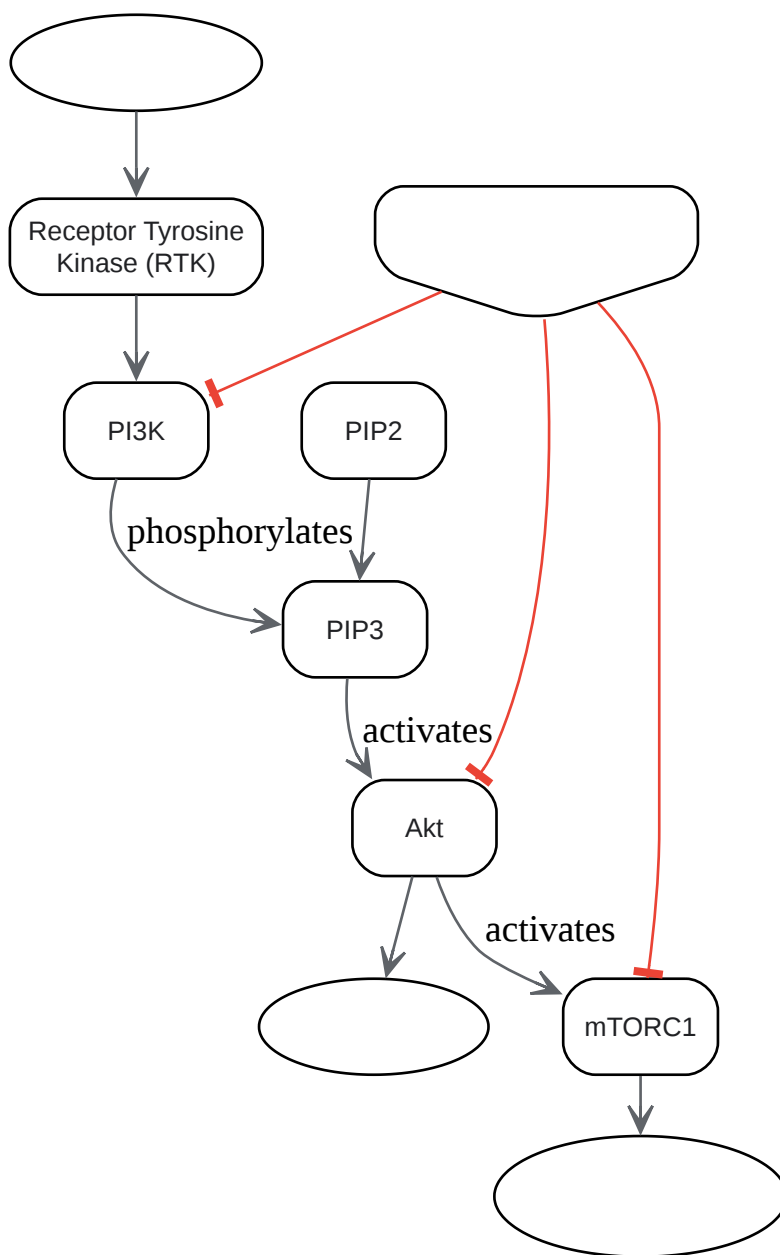 Receptor Tyrosine
Kinase (RTK)
PI3K
PIP2
phosphorylates
PIP3
activates
Akt
activates
mTORC1